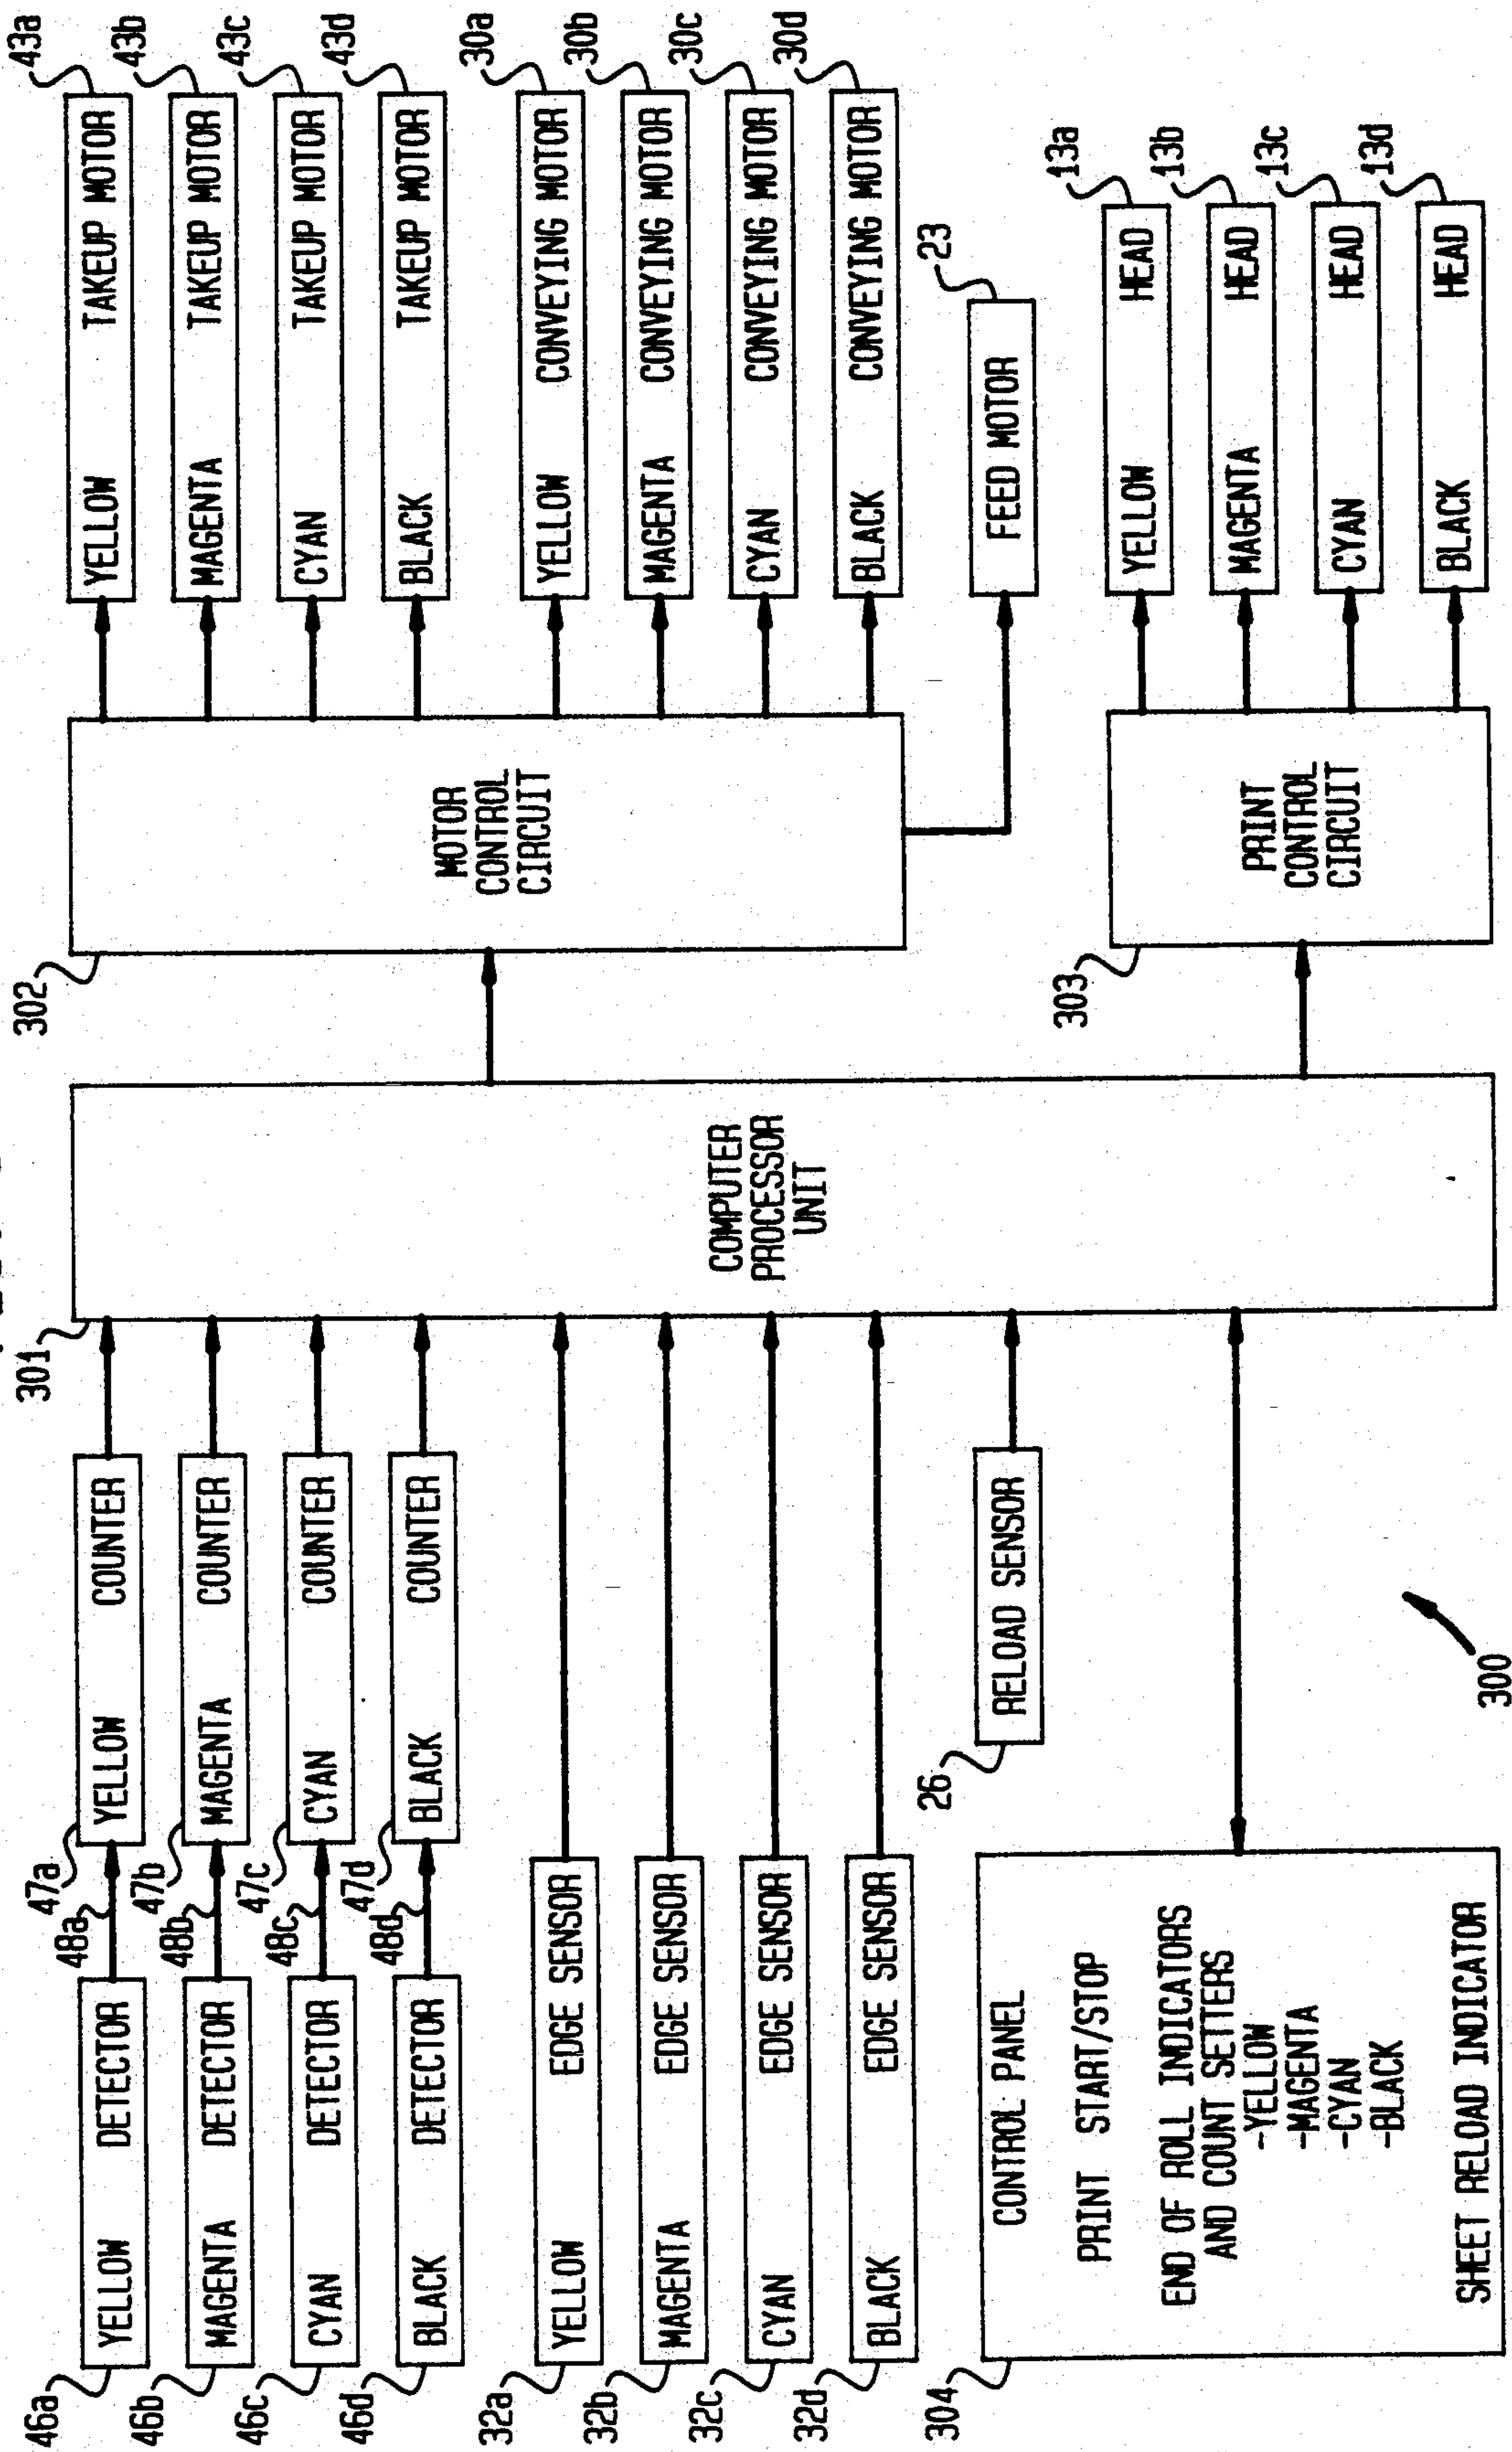 46a
YELLOW DETECTOR
48a
47a
YELLOW COUNTER
46b
MAGENTA DETECTOR
48b
47b
MAGENTA COUNTER
46c
CYAN DETECTOR
48c
47c
CYAN COUNTER
46d
BLACK DETECTOR
48d
47d
BLACK COUNTER
32a
YELLOW EDGE SENSOR
32b
MAGENTA EDGE SENSOR
32c
CYAN EDGE SENSOR
32d
BLACK EDGE SENSOR
26
RELOAD SENSOR
304
CONTROL PANEL
PRINT START/STOP
END OF ROLL INDICATORS
AND COUNT SETTERS
-YELLOW
-MAGENTA
-CYAN
-BLACK
SHEET RELOAD INDICATOR
300
301
COMPUTER
PROCESSOR
UNIT
302
MOTOR
CONTROL
CIRCUIT
303
PRINT
CONTROL
CIRCUIT
YELLOW TAKEUP MOTOR
43a
MAGENTA TAKEUP MOTOR
43b
CYAN TAKEUP MOTOR
43c
BLACK TAKEUP MOTOR
43d
YELLOW CONVEYING MOTOR
30a
MAGENTA CONVEYING MOTOR
30b
CYAN CONVEYING MOTOR
30c
BLACK CONVEYING MOTOR
30d
FEED MOTOR
23
YELLOW HEAD
13a
MAGENTA HEAD
13b
CYAN HEAD
13c
BLACK HEAD
13d